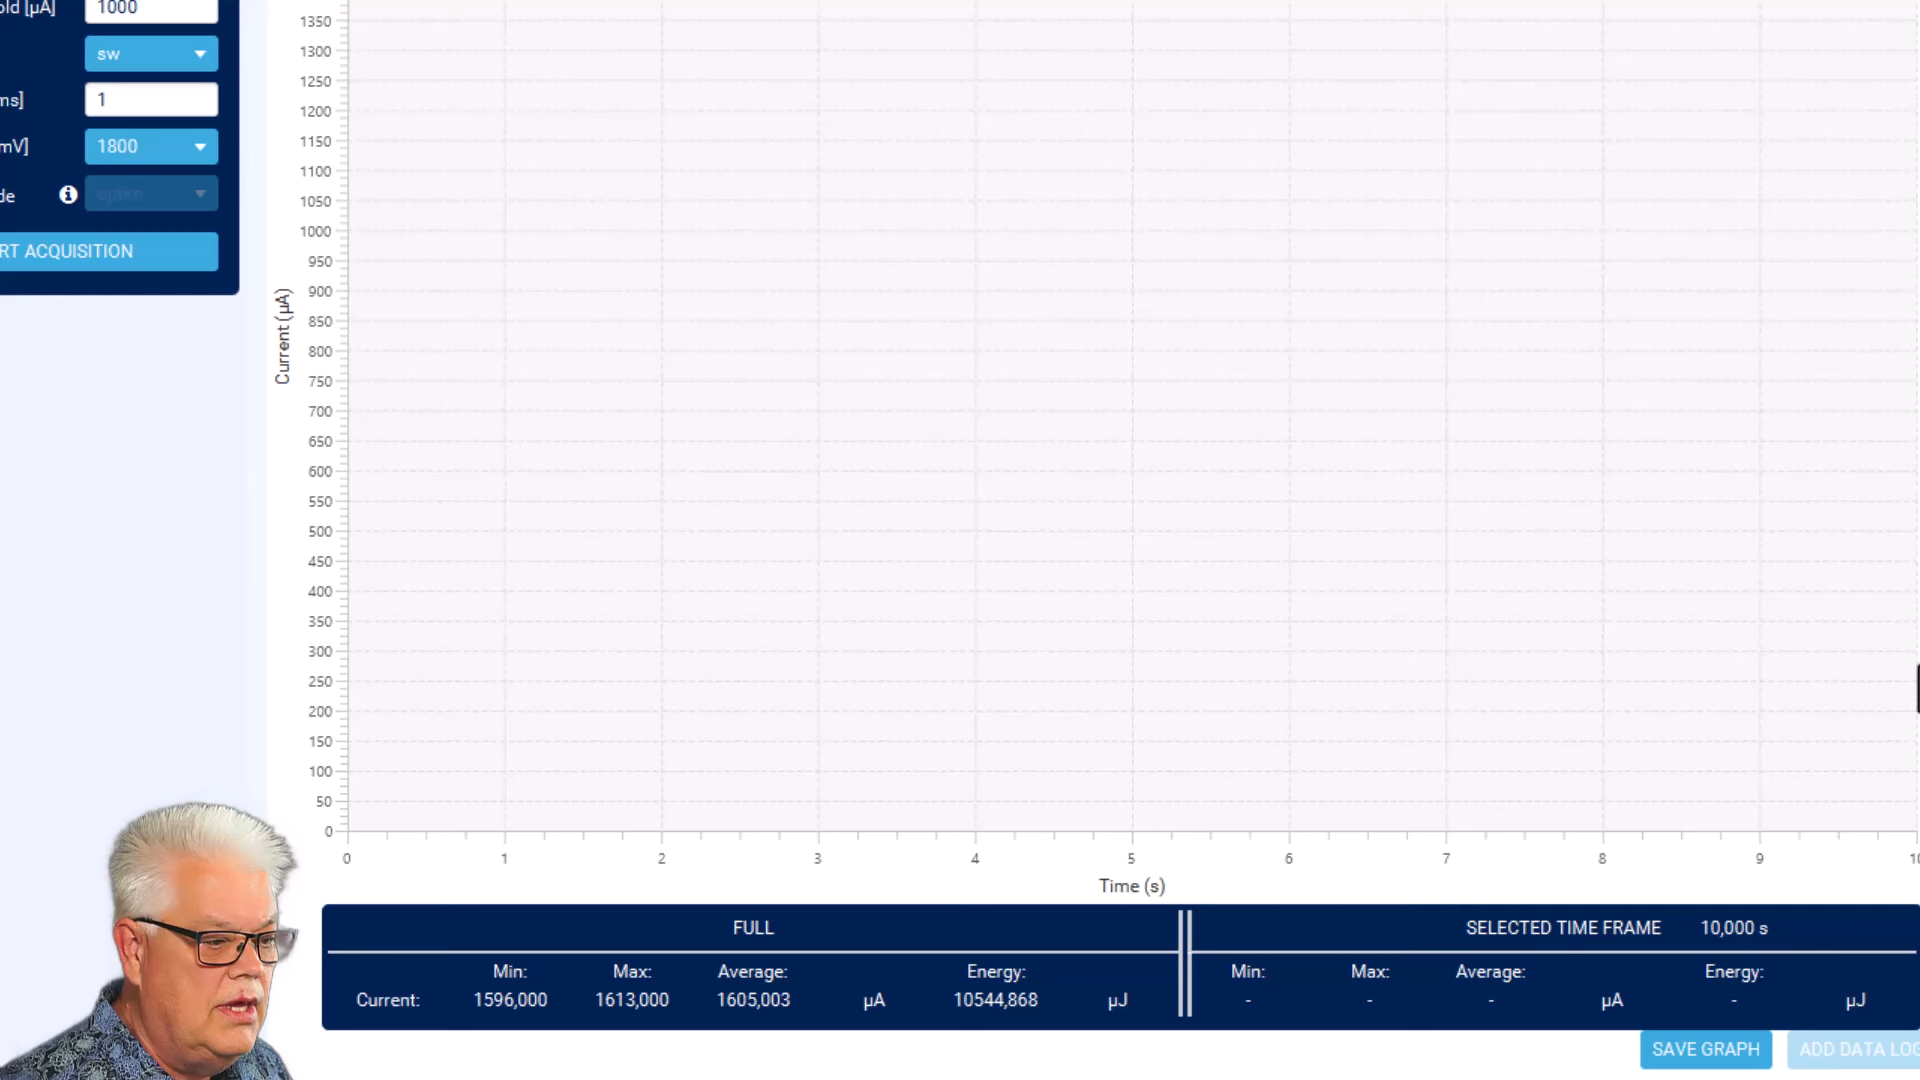 old [µA] 1000
sw
ms] 1
mV] 1800
de optim
RT ACQUISITION
Current (µA)
1350
1300
1250
1200
1150
1100
1050
1000
950
900
850
800
750
700
650
600
550
500
450
400
350
300
250
200
150
100
50
0
0 1 2 3 4 5 6 7 8 9 10
Time (s)
FULL
Min: Max: Average: Energy:
Current: 1596,000 1613,000 1605,003 µA 10544,868 µJ
SELECTED TIME FRAME 10,000 s
Min: Max: Average: Energy:
- - - µA - µJ
SAVE GRAPH ADD DATA LOG